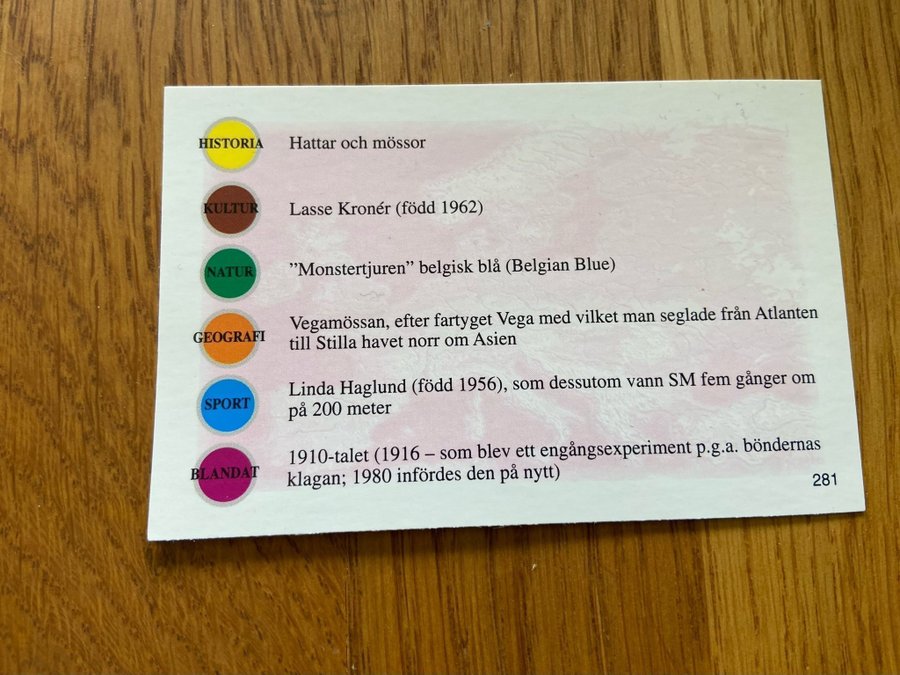 HISTORIA Hattar och mössor
KULTUR Lasse Kronér (född 1962)
NATUR ”Monstertjuren” belgisk blå (Belgian Blue)
GEOGRAFI Vegamössan, efter fartyget Vega med vilket man seglade från Atlanten
till Stilla havet norr om Asien
SPORT Linda Haglund (född 1956), som dessutom vann SM fem gånger om
på 200 meter
BLANDAT 1910-talet (1916 – som blev ett engångsexperiment p.g.a. böndernas
klagan; 1980 infördes den på nytt)
281